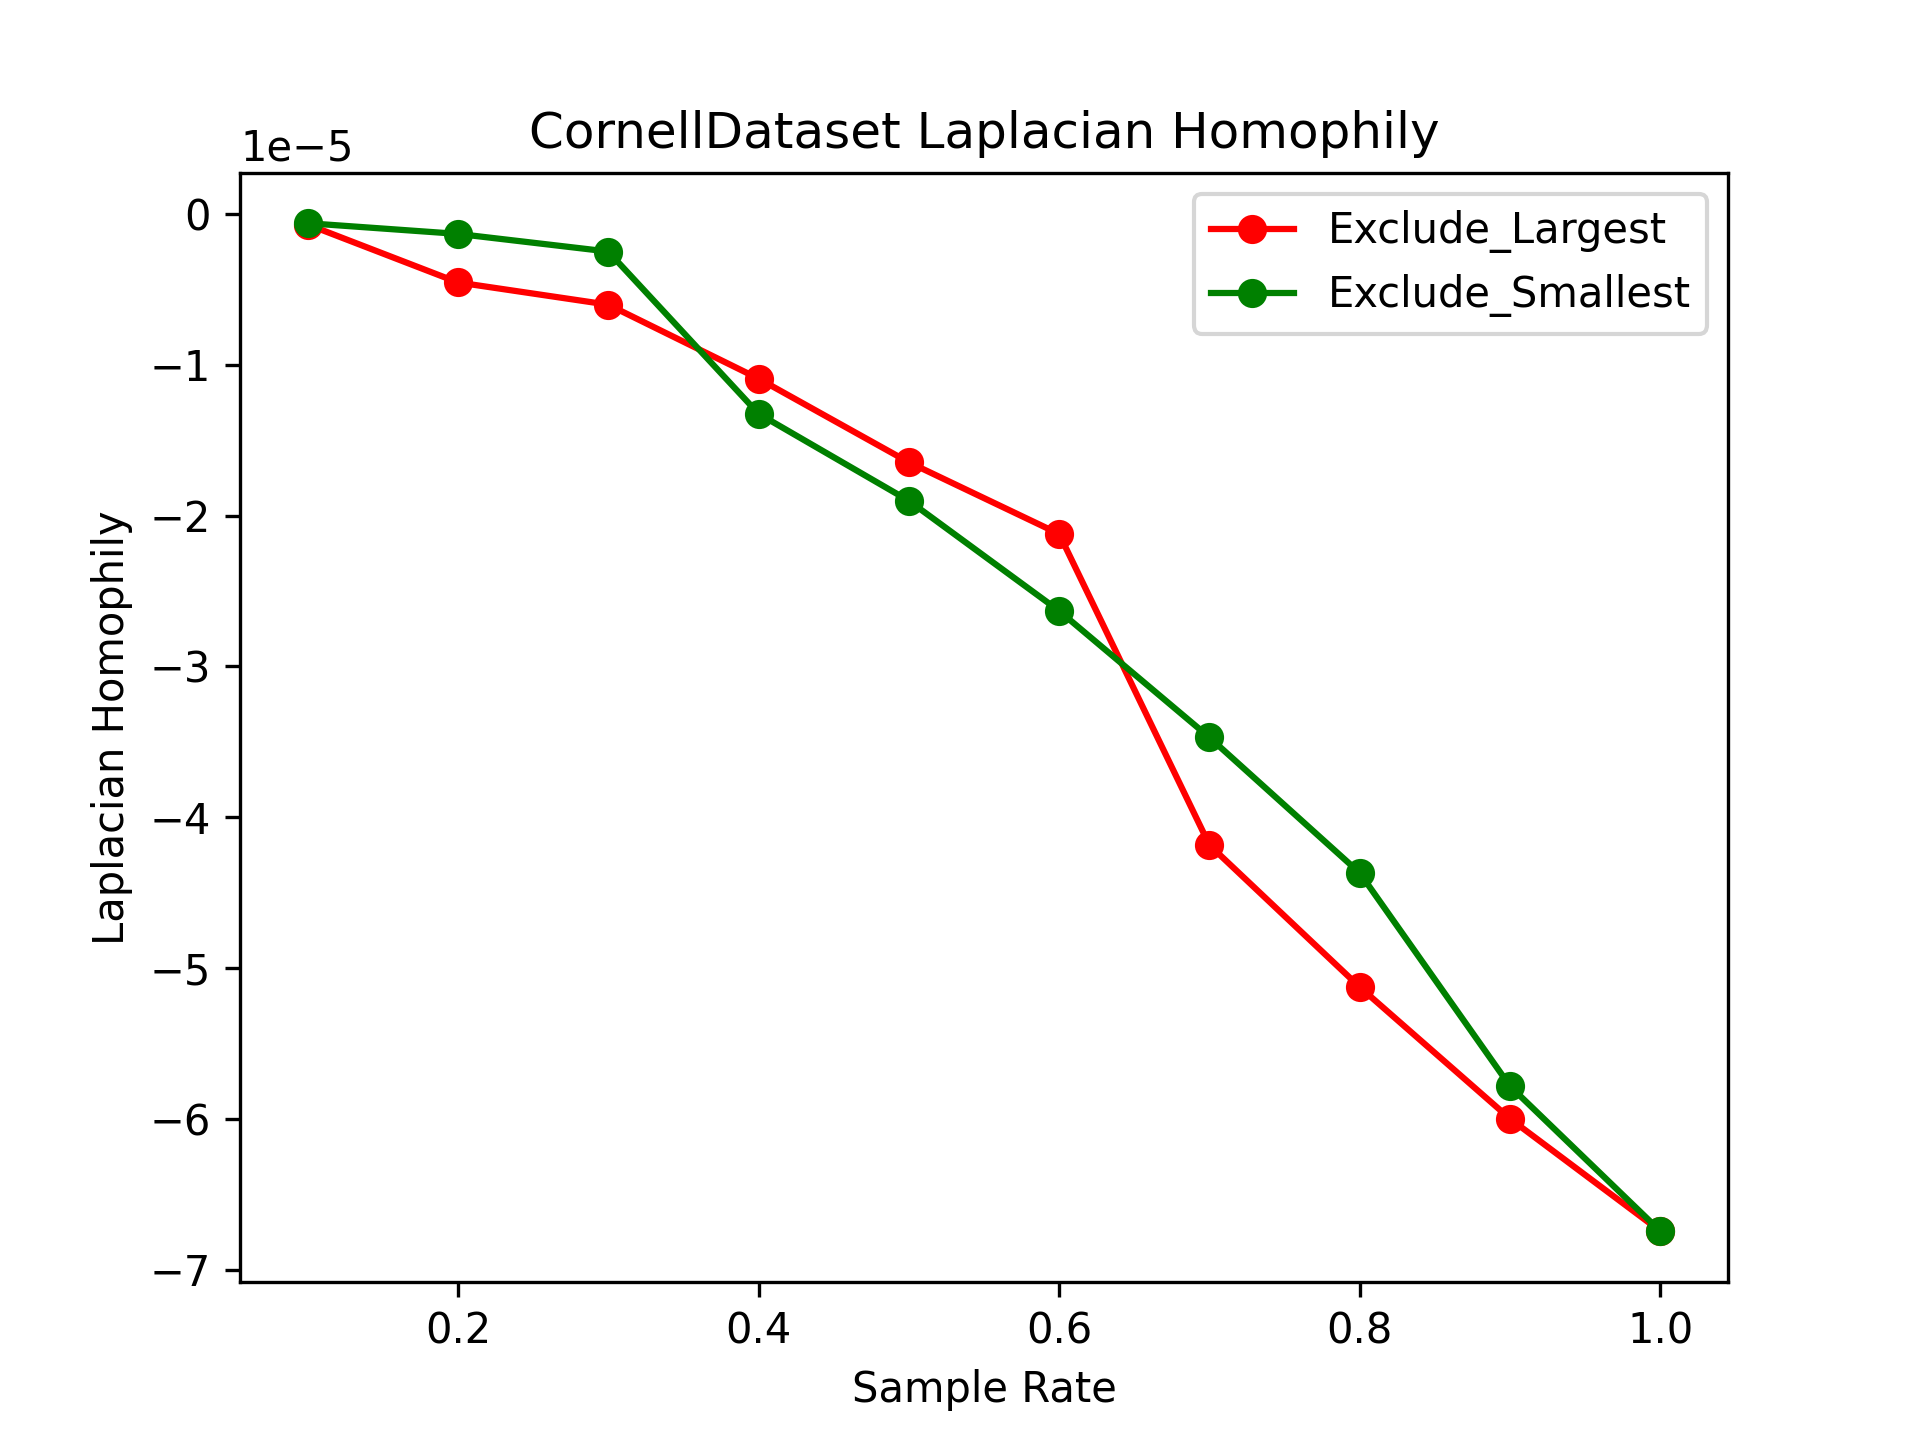 CornellDataset Laplacian Homophily
1e−5
Exclude_Largest
Exclude_Smallest
Laplacian Homophily
0
−1
−2
−3
−4
−5
−6
−7
0.2
0.4
0.6
0.8
1.0
Sample Rate